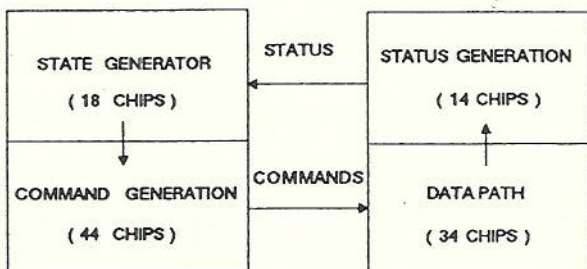 STATE GENERATOR
( 18 CHIPS )
STATUS
STATUS GENERATION
( 14 CHIPS )
COMMAND GENERATION
( 44 CHIPS )
COMMANDS
DATA PATH
( 34 CHIPS )